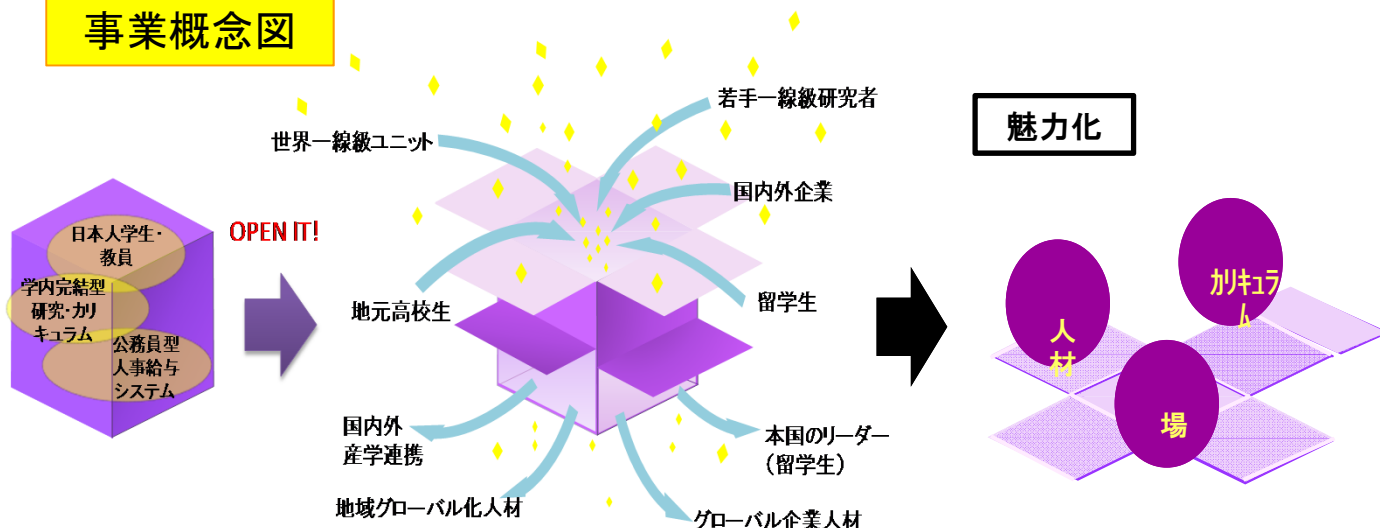 事業概念図
若手一線級研究者
世界一線級ユニット
魅力化
国内外企業
日本人学生・
教員
OPEN IT!
学内完結型
研究・カリ
キュラム
公務員型
人事給与
システム
地元高校生
留学生
カリキュラ
ム
人
材
場
国内外
産学連携
本国のリーダー
（留学生）
地域グローバル化人材
グローバル企業人材